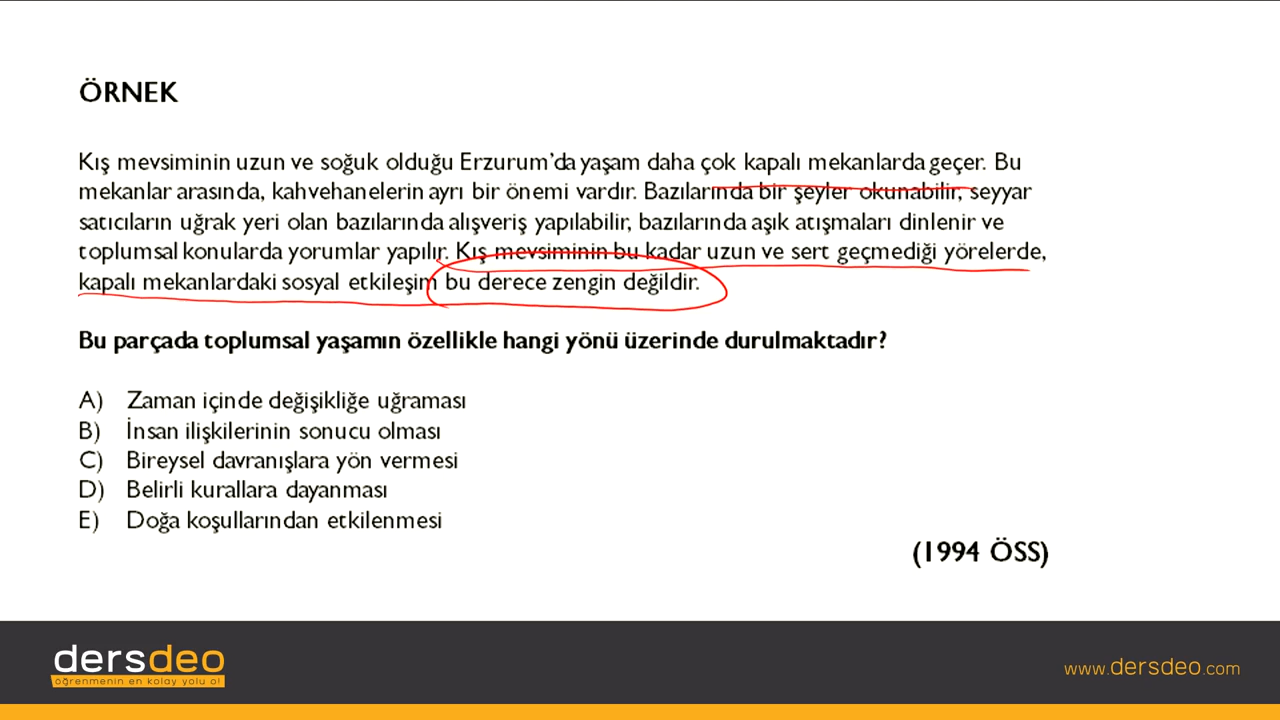 ÖRNEK
Kış mevsiminin uzun ve soğuk olduğu Erzurum'da yaşam daha çok kapalı mekanlarda geçer. Bu
mekanlar arasında, kahvehanelerin ayrı bir önemi vardır. Bazılarında bir şeyler okunabilir, seyyar
satıcıların uğrak yeri olan bazılarında alışveriş yapılabilir, bazılarında aşık atışmaları dinlenir ve
toplumsal konularda yorumlar yapılır. Kış mevsiminin bu kadar uzun ve sert geçmediği yörelerde,
kapalı mekanlardaki sosyal etkileşim bu derece zengin değildir.
Bu parçada toplumsal yaşamın özellikle hangi yönü üzerinde durulmaktadır?
A) Zaman içinde değişikliğe uğraması
B) İnsan ilişkilerinin sonucu olması
C) Bireysel davranışlara yön vermesi
D) Belirli kurallara dayanması
E) Doğa koşullarından etkilenmesi
(1994 ÖSS)
dersdeo
öğrenmenin en kolay yolu o!
www.dersdeo.com